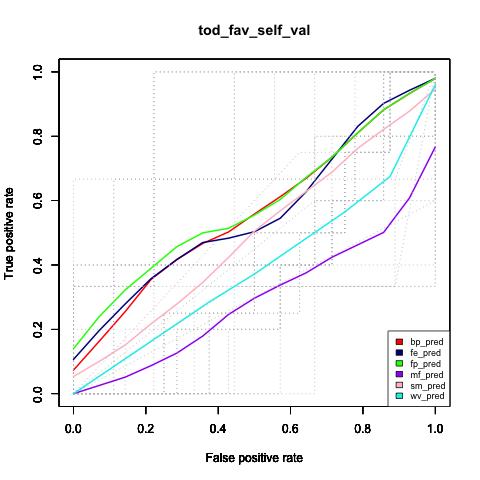 tod_fav_self_val
True positive rate
1.0
0.8
0.6
0.4
0.2
0.0
bp_pred
fe_pred
fp_pred
mf_pred
sm_pred
wv_pred
0.0 0.2 0.4 0.6 0.8 1.0
False positive rate